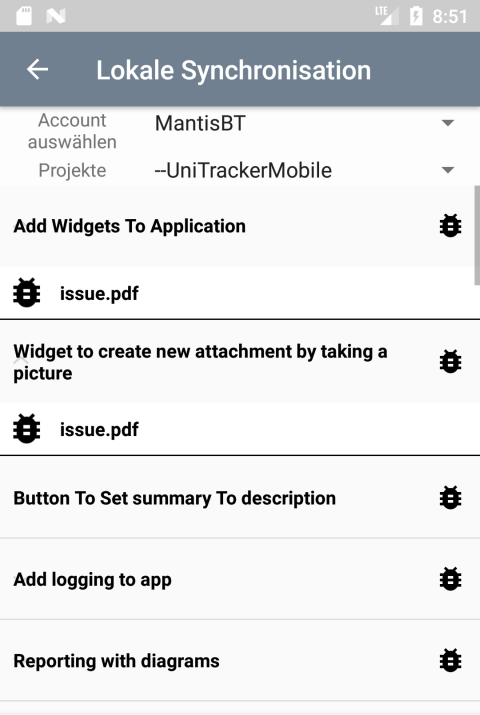 LTE 8:51
Lokale Synchronisation
Account
auswählen
MantisBT
Projekte
--UniTrackerMobile
Add Widgets To Application
issue.pdf
Widget to create new attachment by taking a
picture
issue.pdf
Button To Set summary To description
Add logging to app
Reporting with diagrams